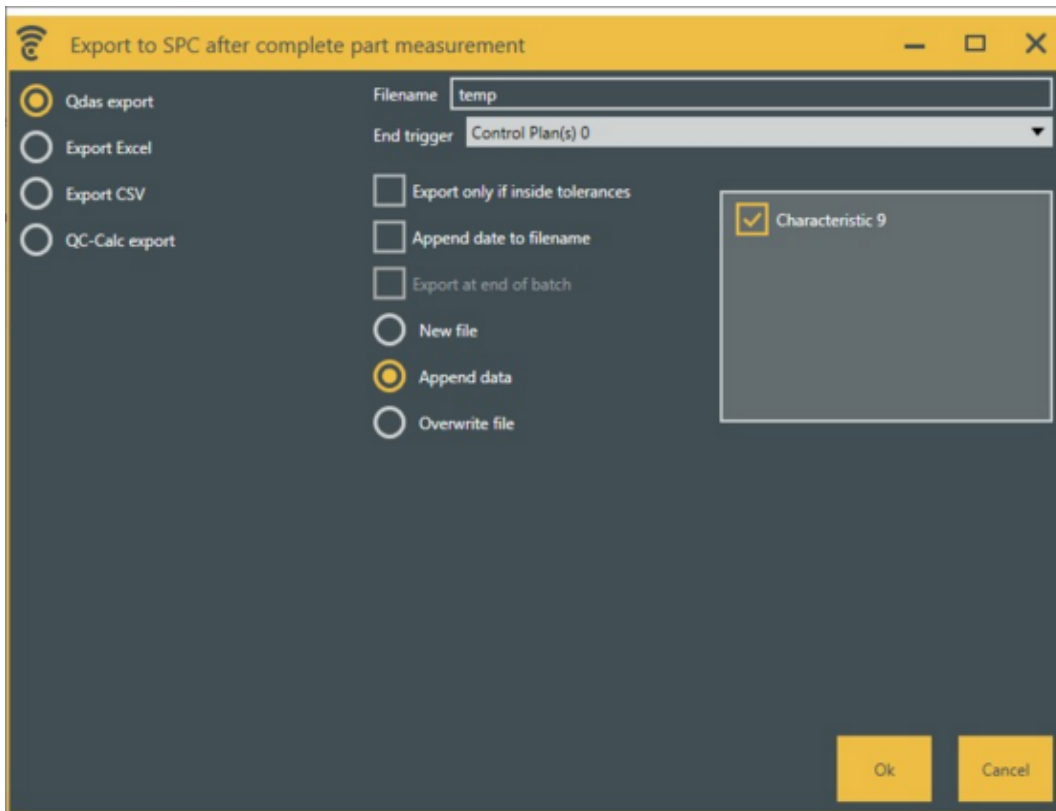 Export to SPC after complete part measurement
Qdas export
Export Excel
Export CSV
QC-Calc export
Filename temp
End trigger Control Plan(s) 0
Export only if inside tolerances
Append date to filename
Export at end of batch
New file
Append data
Overwrite file
Characteristic 9
Ok Cancel